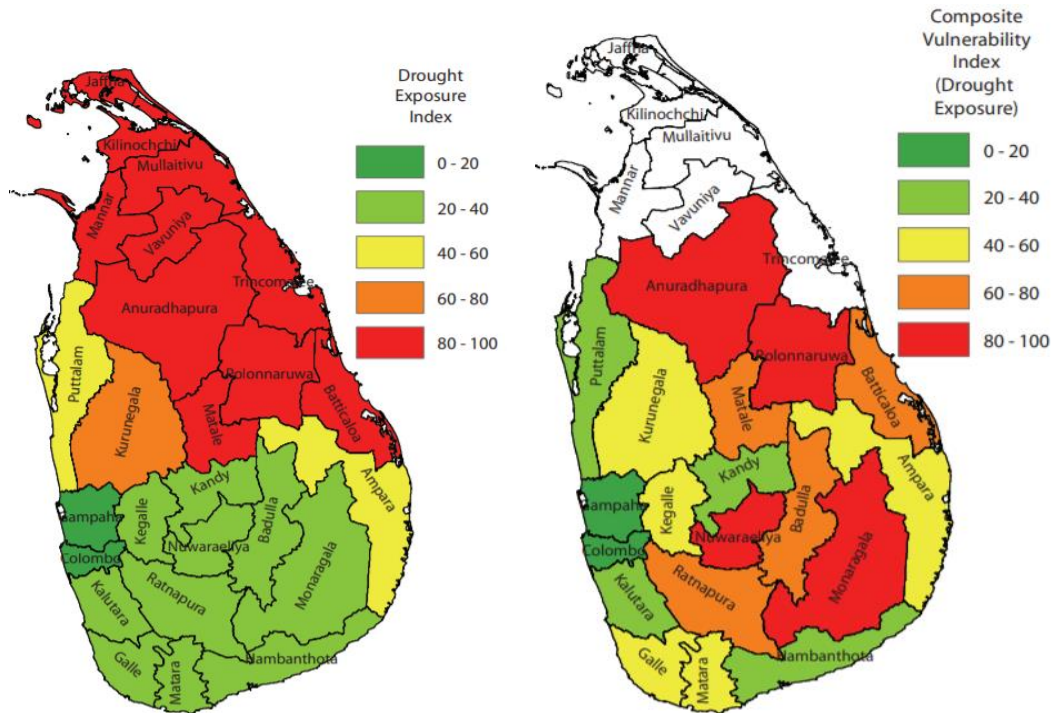 Drought
Exposure
Index
0 - 20
20 - 40
40 - 60
60 - 80
80 - 100
Jaffna
Kilinochchi
Mullaitivu
Mannar
Vavuniya
Trincomalee
Anuradhapura
Puttalam
Polonnaruwa
Batticaloa
Kurunegala
Matale
Ampara
Kandy
Gampaha
Kegalle
Badulla
Nuwaraeliya
Colombo
Monaragala
Ratnapura
Kalutara
Galle
Matara
Hambanthota
Composite
Vulnerability
Index
(Drought
Exposure)
0 - 20
20 - 40
40 - 60
60 - 80
80 - 100
Jaffna
Kilinochchi
Mullaitivu
Mannar
Vavuniya
Trincomalee
Anuradhapura
Puttalam
Polonnaruwa
Batticaloa
Kurunegala
Matale
Ampara
Kandy
Gampaha
Kegalle
Badulla
Nuwaraeliya
Colombo
Monaragala
Ratnapura
Kalutara
Galle
Matara
Hambanthota